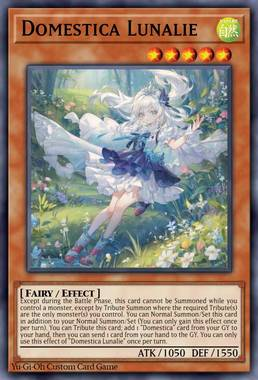 Domestica Lunalie
自然
[ Fairy / Effect ]
Except during the Battle Phase, this card cannot be Summoned while you
control a monster, except by Tribute Summon where the required Tribute(s)
are the only monster(s) you control. You can Normal Summon/Set this card
in addition to your Normal Summon/Set (You can only gain this effect once
per turn). You can Tribute this card; add 1 "Domestica" card from your GY to
your hand, then you can send 1 card from your hand to the GY. You can only
use this effect of "Domestica Lunalie" once per turn.
ATK / 1050 DEF / 1550
Yu-Gi-Oh Custom Card Game